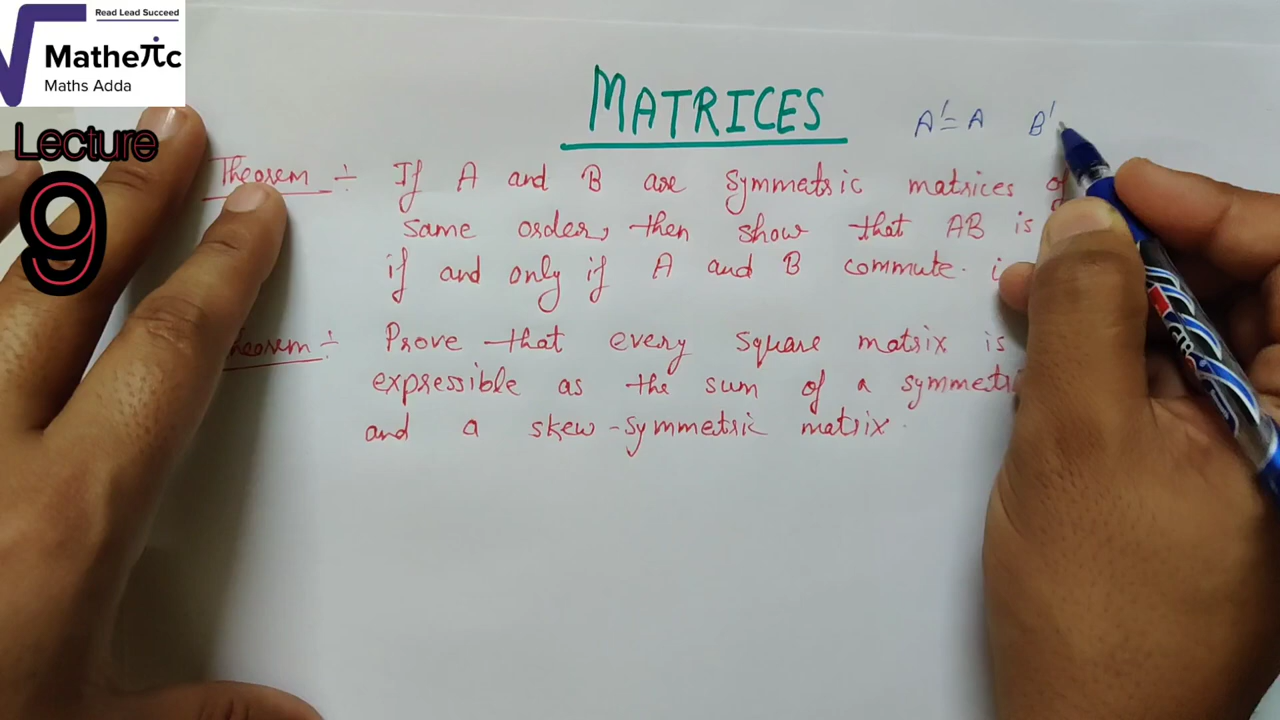 Read Lead Succeed
Matheπc
Maths Adda
Lecture
9
MATRICES
A' = A B'
Theorem ÷ If A and B are symmetric matrices of
same order, then show that AB is
if and only if A and B commute.
Theorem ÷ Prove that every square matrix is
expressible as the sum of a symmetric
and a skew-symmetric matrix.